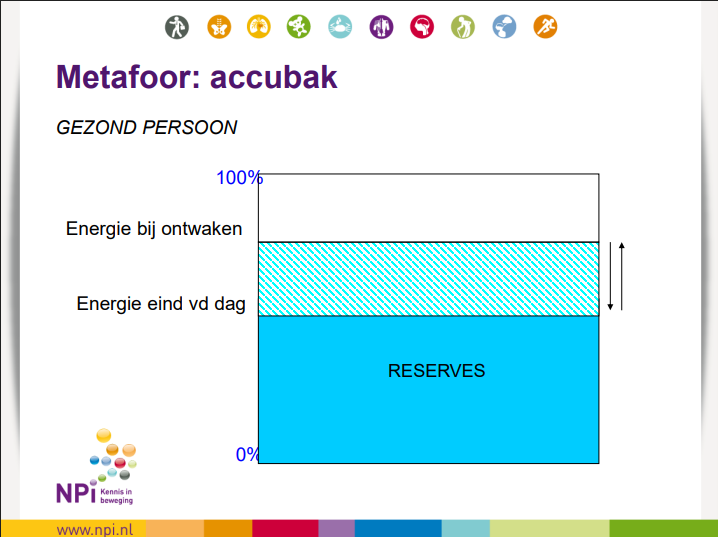 Metafoor: accubak
GEZOND PERSOON
100%
Energie bij ontwaken
Energie eind vd dag
RESERVES
0%
NPi Kennis in
beweging
www.npi.nl